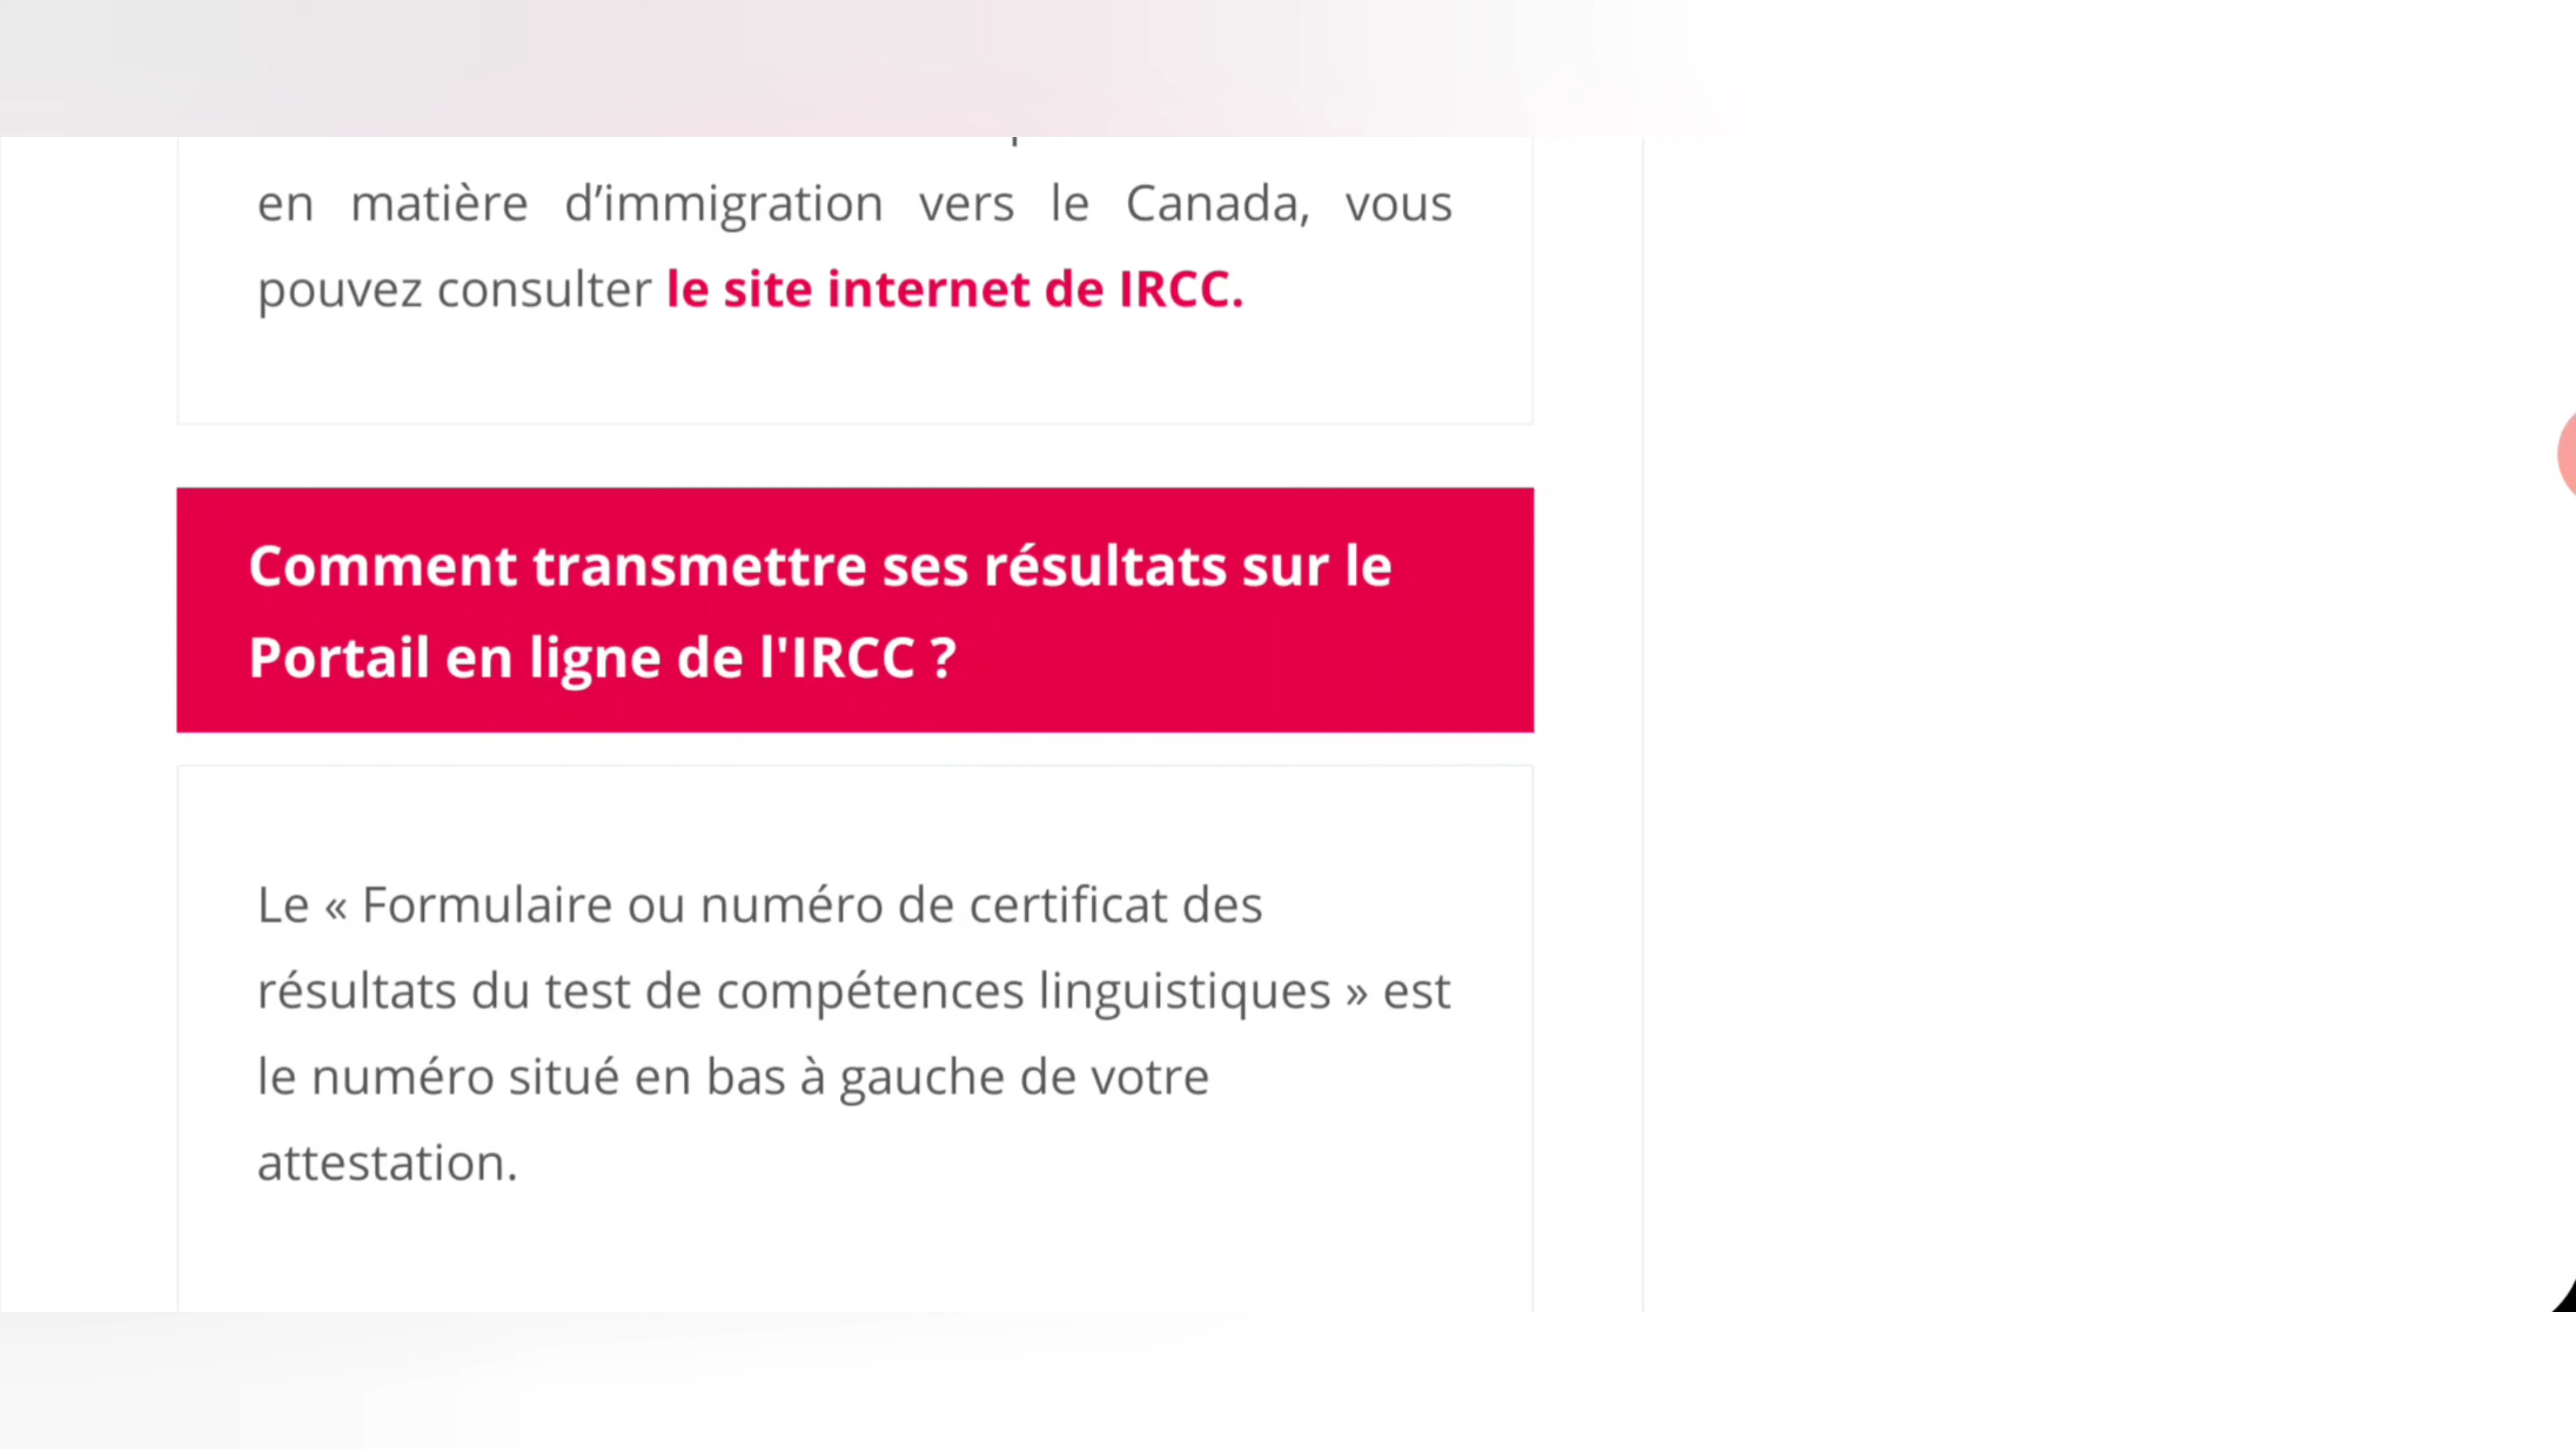 en matière d’immigration vers le Canada, vous
pouvez consulter le site internet de IRCC.
Comment transmettre ses résultats sur le
Portail en ligne de l'IRCC ?
Le « Formulaire ou numéro de certificat des
résultats du test de compétences linguistiques » est
le numéro situé en bas à gauche de votre
attestation.